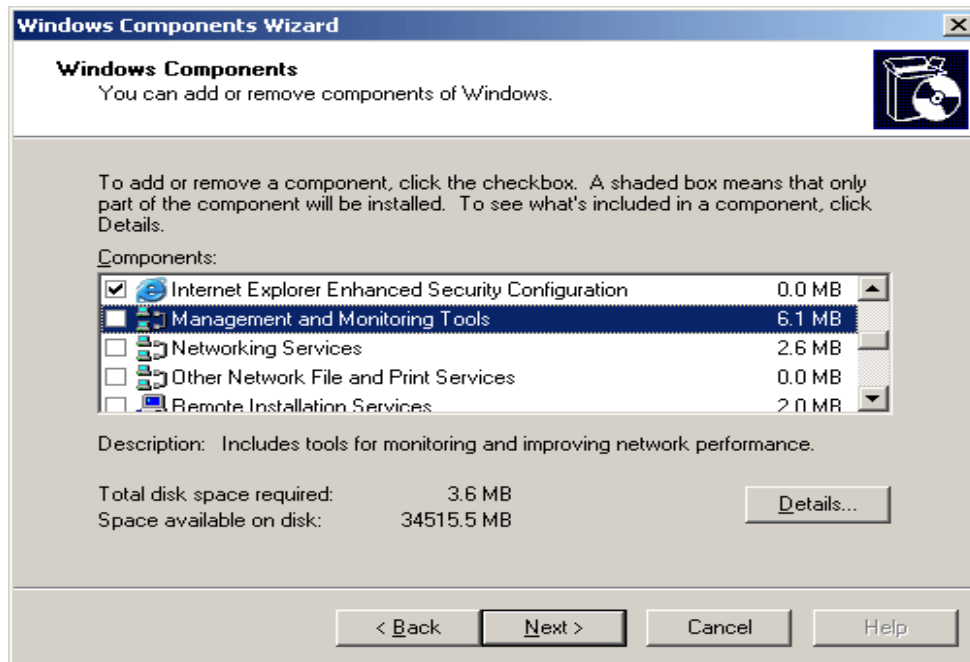 Windows Components Wizard
Windows Components
You can add or remove components of Windows.
To add or remove a component, click the checkbox. A shaded box means that only
part of the component will be installed. To see what's included in a component, click
Details.
Components:
Internet Explorer Enhanced Security Configuration 0.0 MB
Management and Monitoring Tools 6.1 MB
Networking Services 2.6 MB
Other Network File and Print Services 0.0 MB
Remote Installation Services 2.0 MB
Description: Includes tools for monitoring and improving network performance.
Total disk space required: 3.6 MB
Space available on disk: 34515.5 MB
Details...
< Back Next > Cancel Help